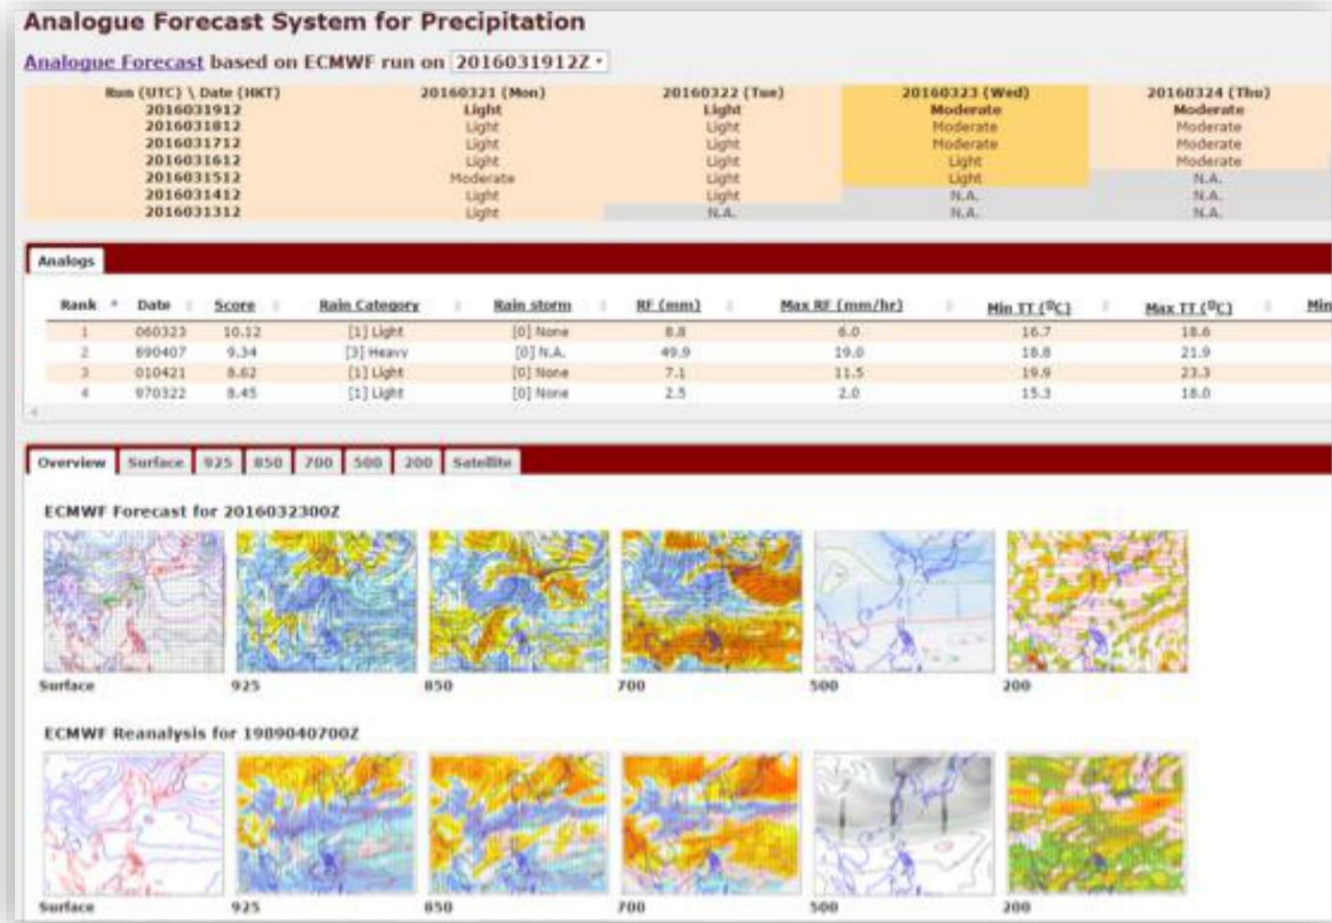 Analogue Forecast System for Precipitation
Analogue Forecast based on ECMWF run on 2016031912Z
Run (UTC) \ Date (HKT) 20160321 (Mon) 20160322 (Tue) 20160323 (Wed) 20160324 (Thu)
2016031912 Light Light Moderate Moderate
2016031812 Light Light Moderate Moderate
2016031712 Light Light Moderate Moderate
2016031612 Light Light Light Moderate
2016031512 Moderate Light Light N.A.
2016031412 Light Light N.A. N.A.
2016031312 Light N.A. N.A. N.A.
Analogs
Rank Date Score Rain Category Rain storm RF (mm) Max RF (mm/hr) Min TT (°C) Max TT (°C) Min
1 060323 10.12 [1] Light [0] None 8.8 6.0 16.7 18.6
2 890407 9.34 [3] Heavy [0] N.A. 49.9 19.0 18.8 21.9
3 010421 8.62 [1] Light [0] None 7.1 11.5 19.9 23.3
4 970322 8.45 [1] Light [0] None 2.5 2.0 15.3 18.0
Overview Surface 925 850 700 500 200 Satellite
ECMWF Forecast for 2016032300Z
Surface 925 850 700 500 200
ECMWF Reanalysis for 1989040700Z
Surface 925 850 700 500 200